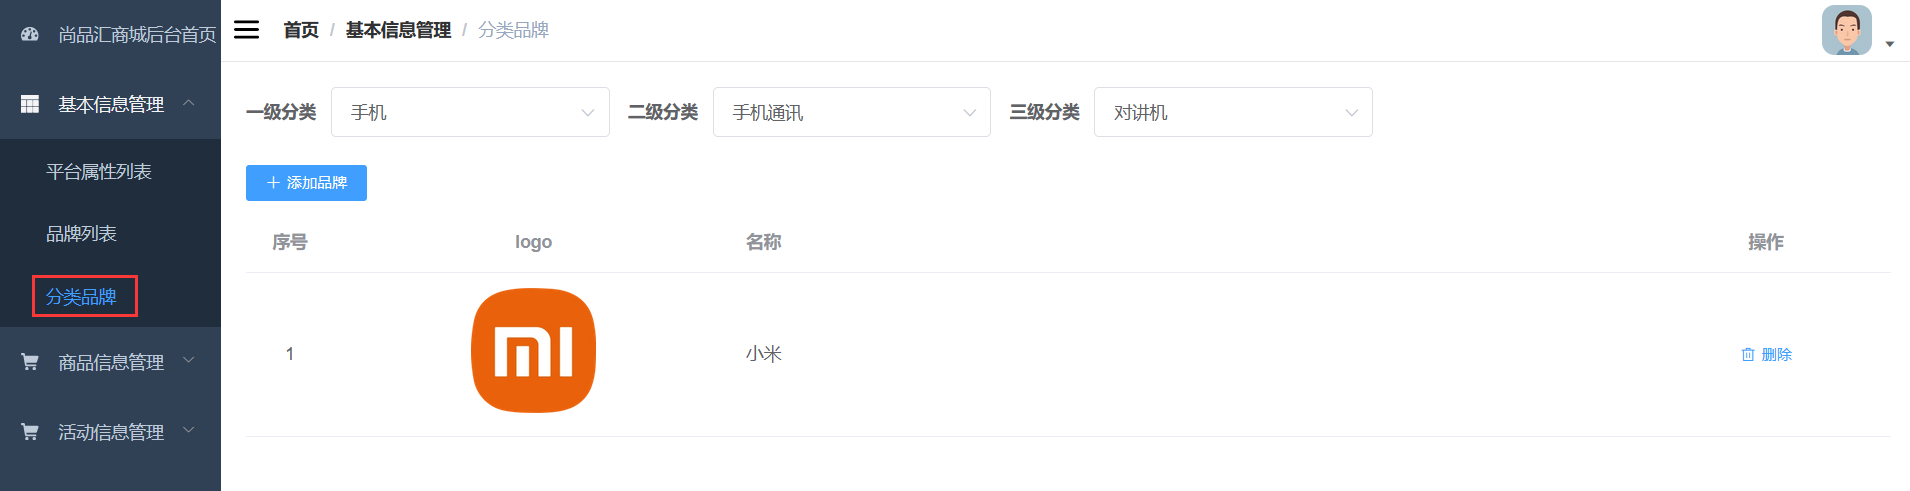 尚品汇商城后台首页
基本信息管理
平台属性列表
品牌列表
分类品牌
商品信息管理
活动信息管理
首页 / 基本信息管理 / 分类品牌
一级分类 手机 二级分类 手机通讯 三级分类 对讲机
+ 添加品牌
序号 logo 名称 操作
1 mi 小米 删除